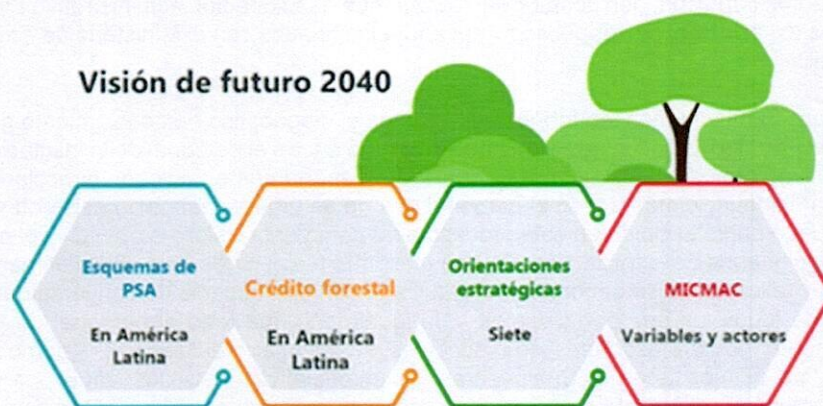 Visión de futuro 2040
Esquemas de
PSA
En América
Latina
Crédito forestal
En América
Latina
Orientaciones
estratégicas
Siete
MICMAC
Variables y actores